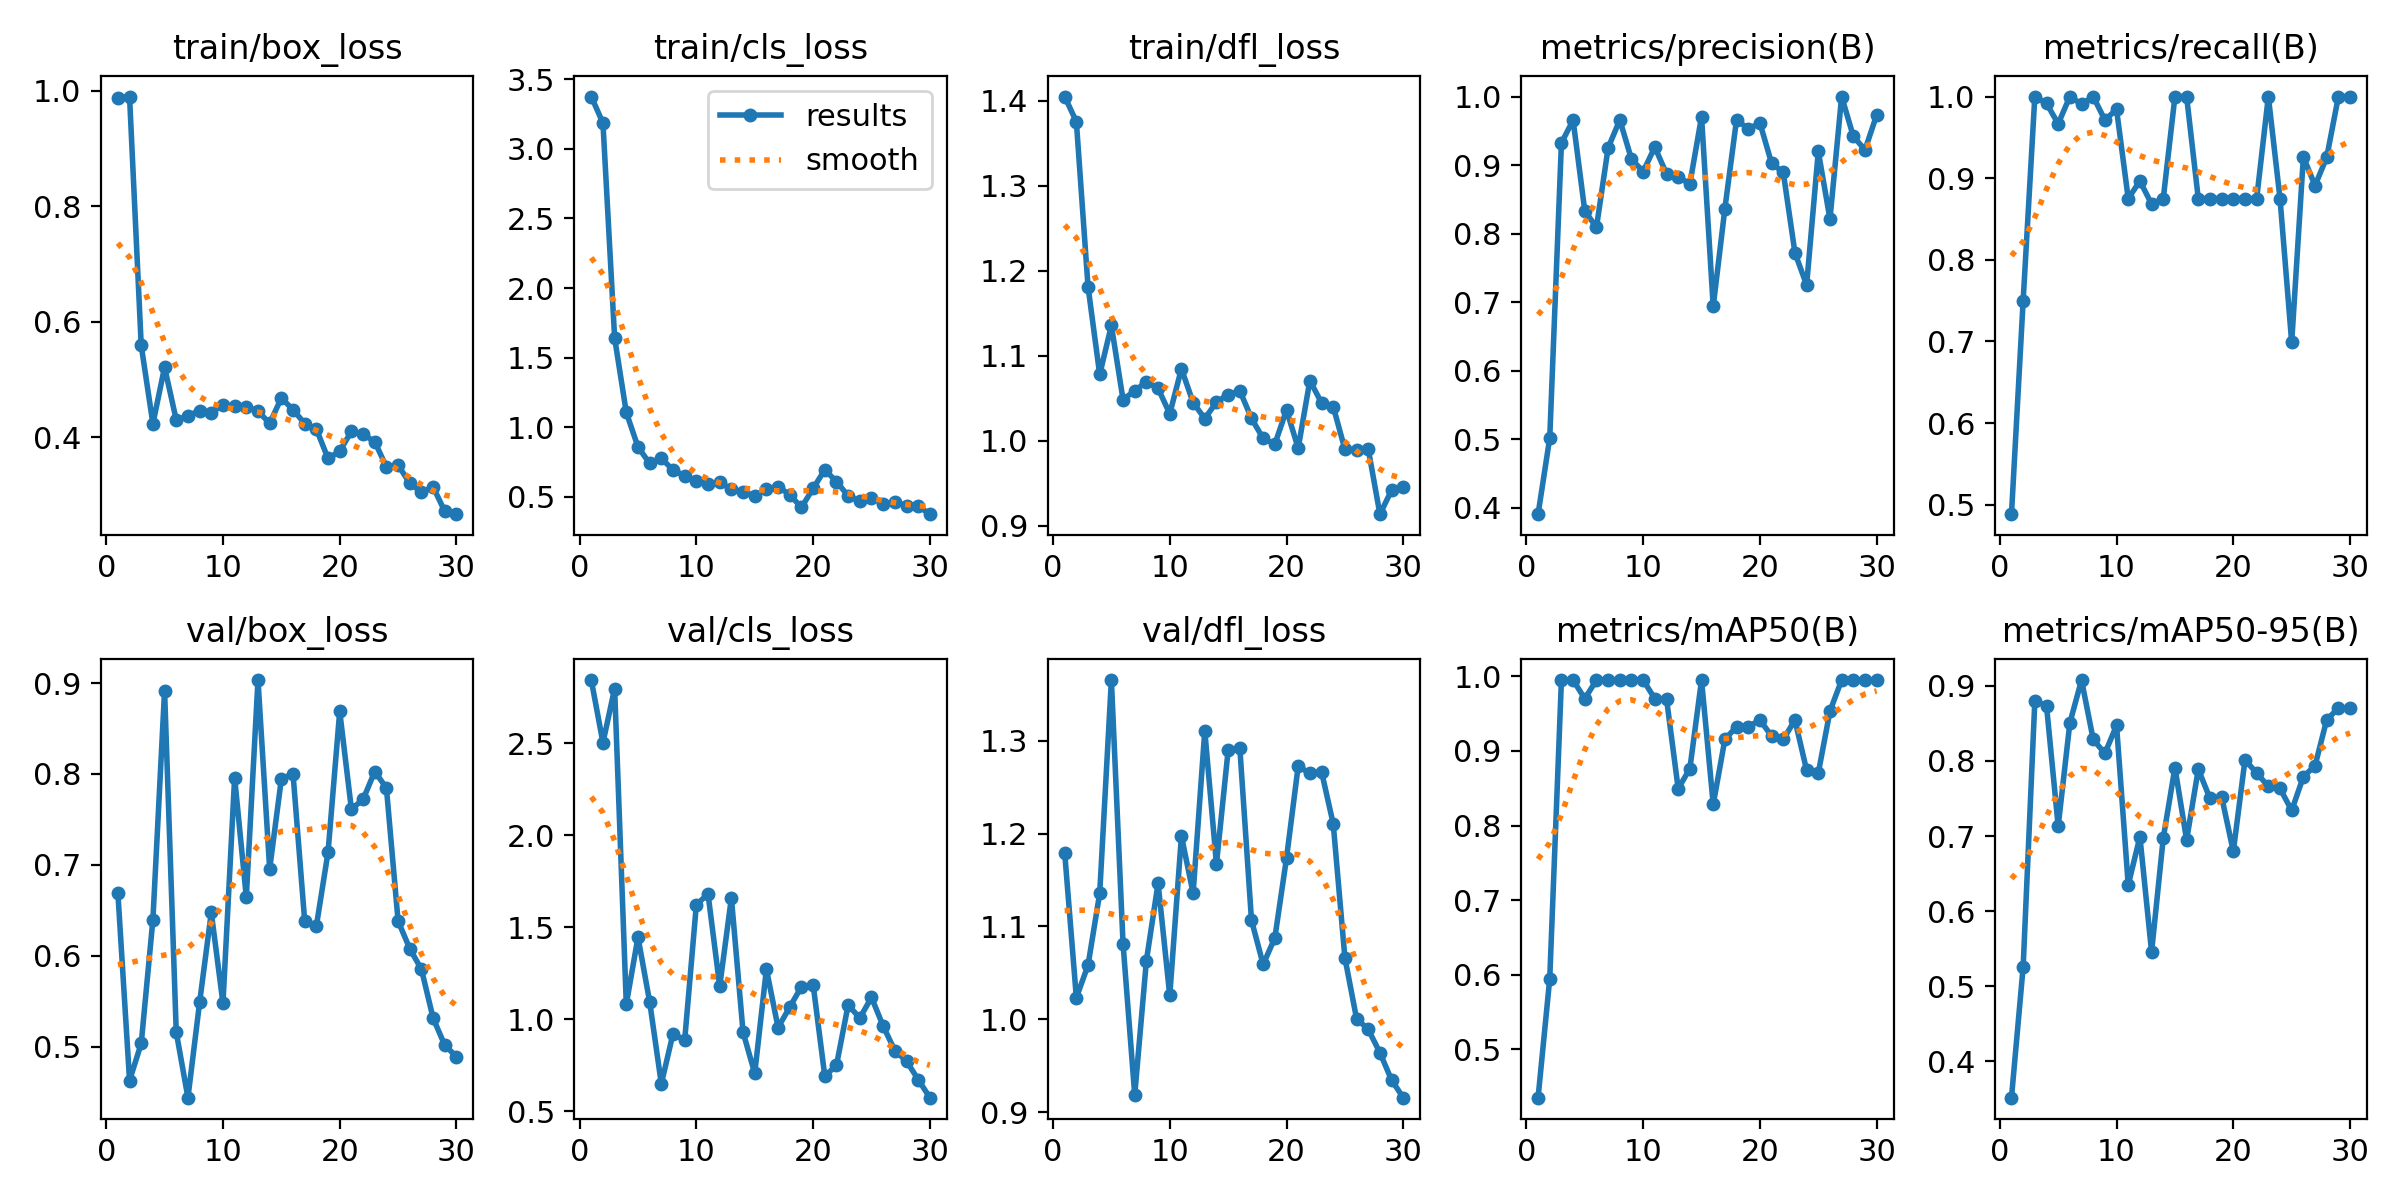 train/box_loss
1.0
0.8
0.6
0.4
0 10 20 30
train/cls_loss
3.5
3.0
2.5
2.0
1.5
1.0
0.5
results
smooth
0 10 20 30
train/dfl_loss
1.4
1.3
1.2
1.1
1.0
0.9
0 10 20 30
metrics/precision(B)
1.0
0.9
0.8
0.7
0.6
0.5
0.4
0 10 20 30
metrics/recall(B)
1.0
0.9
0.8
0.7
0.6
0.5
0 10 20 30
val/box_loss
0.9
0.8
0.7
0.6
0.5
0 10 20 30
val/cls_loss
2.5
2.0
1.5
1.0
0.5
0 10 20 30
val/dfl_loss
1.3
1.2
1.1
1.0
0.9
0 10 20 30
metrics/mAP50(B)
1.0
0.9
0.8
0.7
0.6
0.5
0 10 20 30
metrics/mAP50-95(B)
0.9
0.8
0.7
0.6
0.5
0.4
0 10 20 30